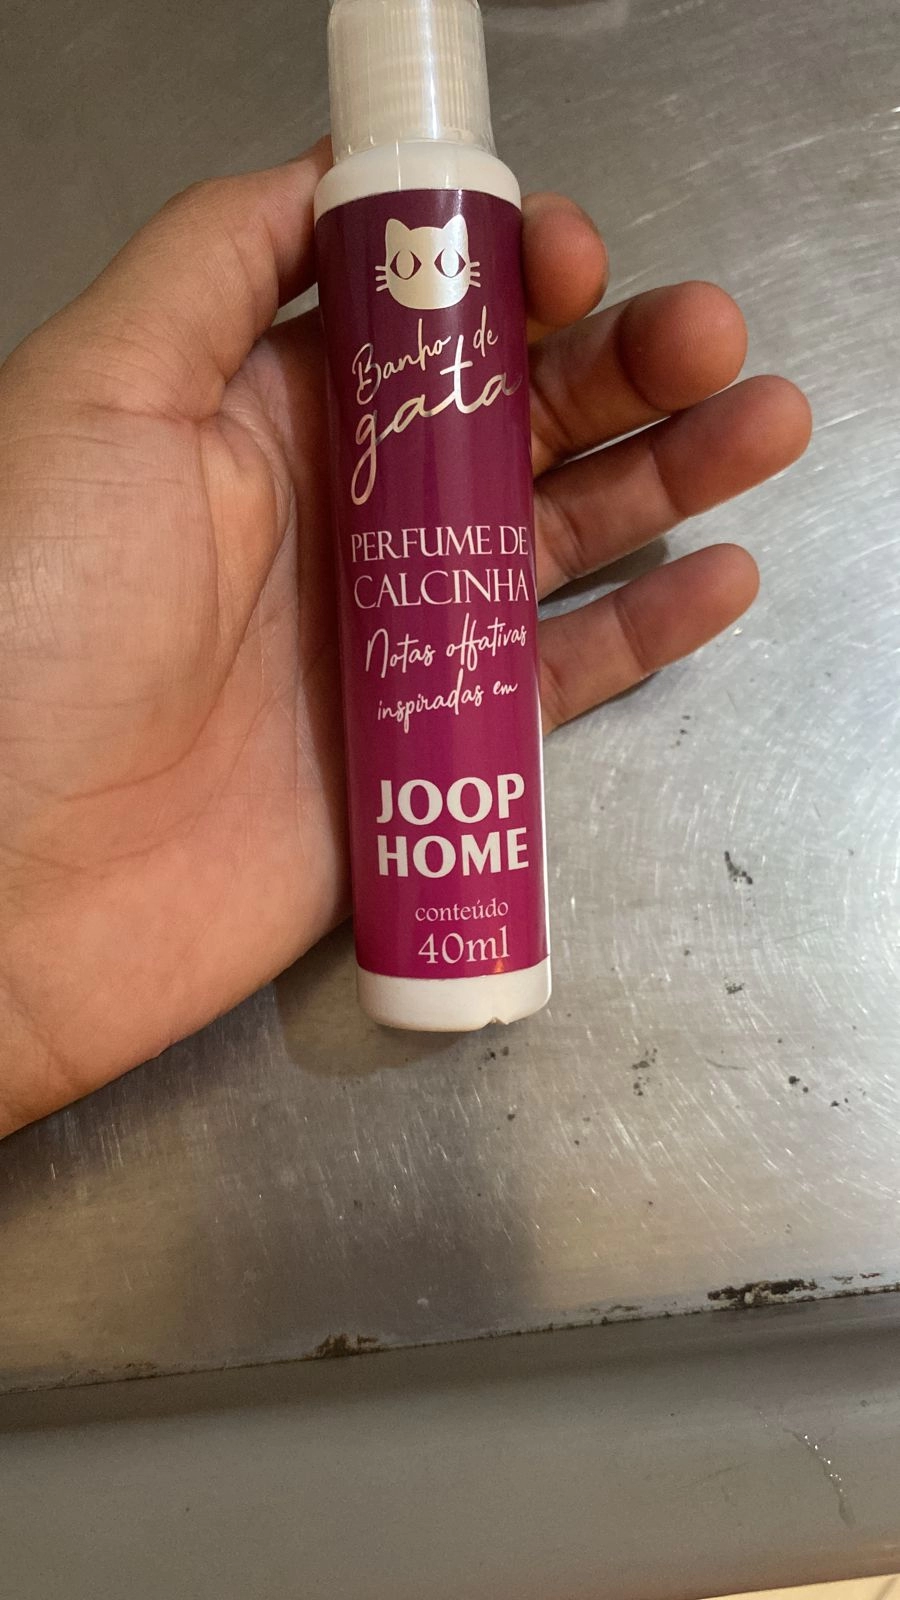 Banho de
gata
PERFUME DE
CALCINHA
Notas olfativas
inspiradas em
JOOP
HOME
conteúdo
40ml